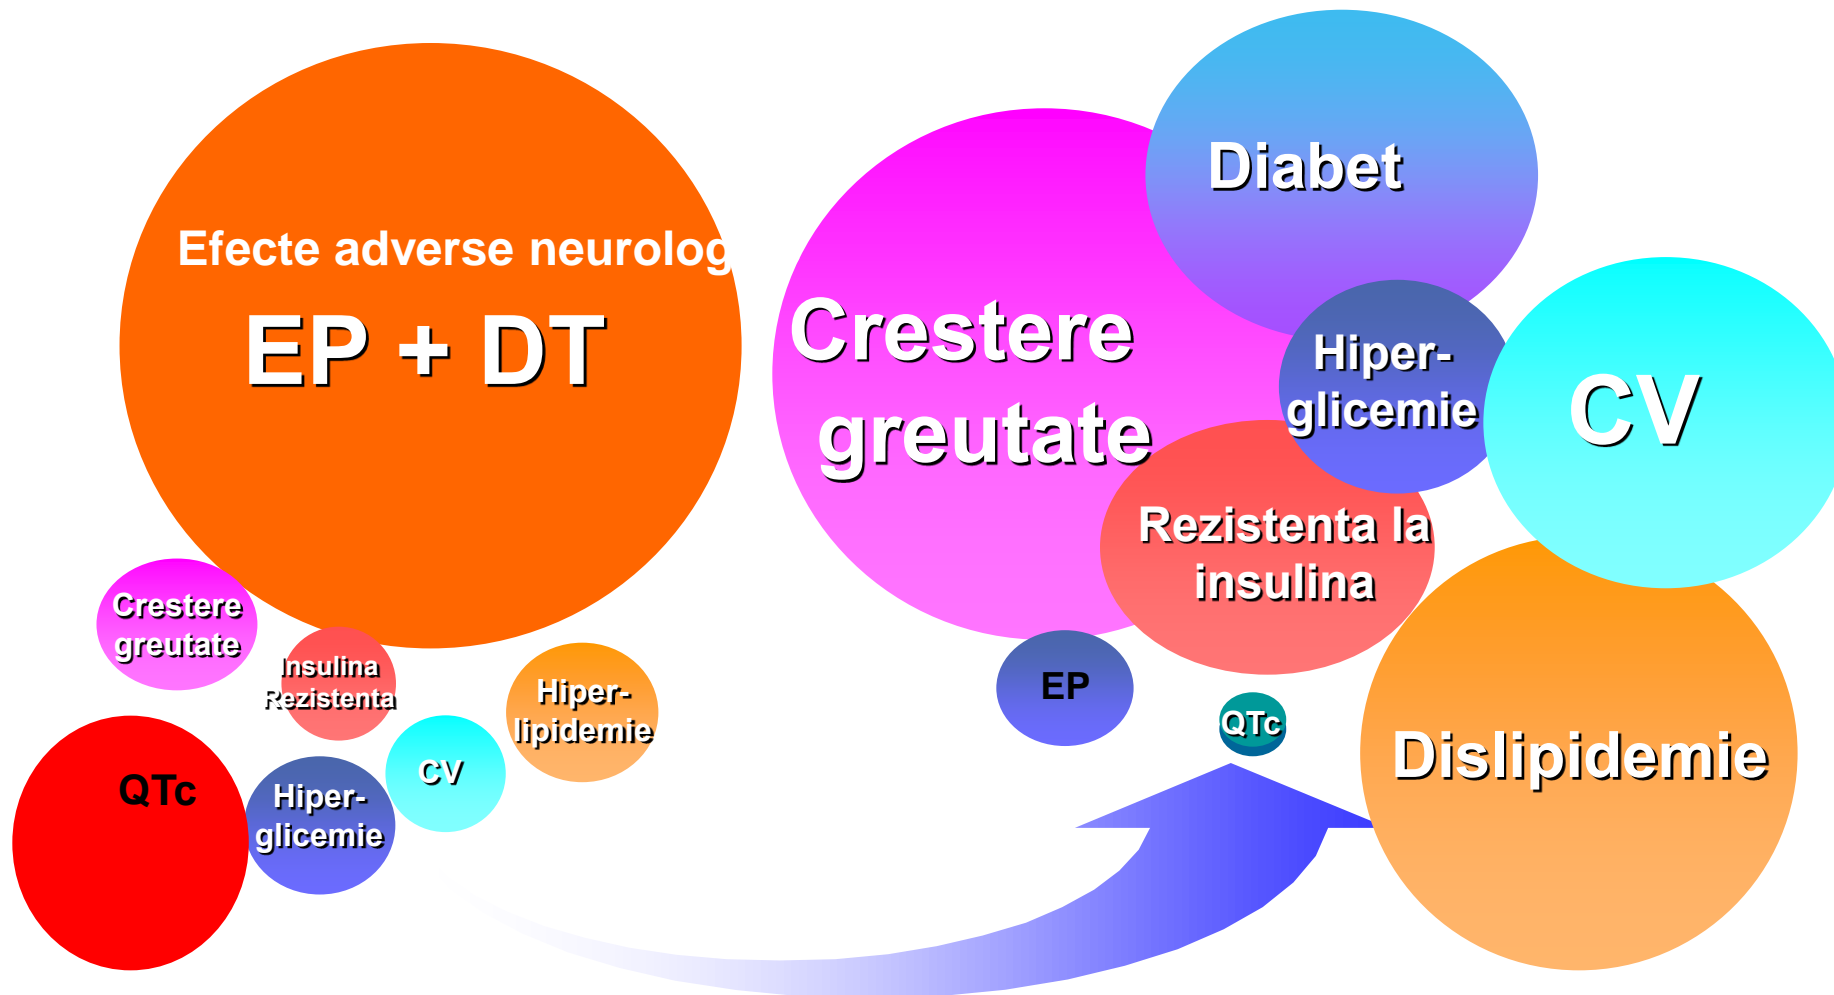 Efecte adverse neurolog
EP + DT
Crestere
greutate
Insulina
Rezistenta
Hiper-
lipidemie
QTc
Hiper-
glicemie
CV
Diabet
Crestere
greutate
Hiper-
glicemie
CV
Rezistenta la
insulina
EP
QTc
Dislipidemie